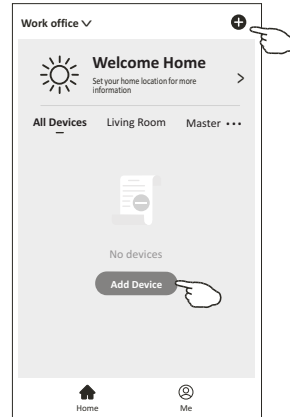 Work office
Welcome Home
Set your home location for more
information
All Devices Living Room Master
No devices
Add Device
Home Me